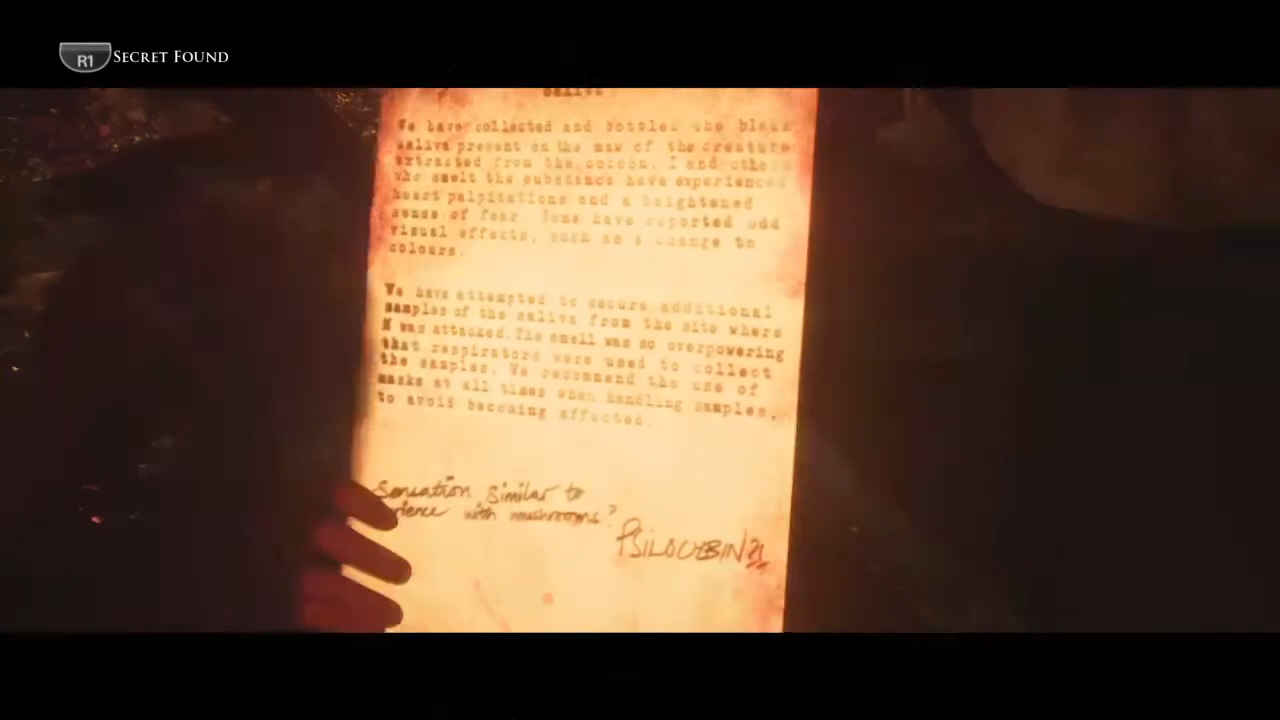 R1 SECRET FOUND
Saliva
We have collected and bottled the black
saliva present on the maw of the creature
extracted from the cocoon. I and others
who smelt the substance have experienced
heart palpitations and a heightened
sense of fear. Some have reported odd
visual effects, such as a change to
colours.
We have attempted to secure additional
samples of the saliva from the site where
M was attacked. The smell was so overpowering
that respirators were used to collect
the samples. We recommend the use of
masks at all times when handling samples,
to avoid becoming affected.
Sensation similar to
rience with mushrooms?
PSILOCYBIN?!